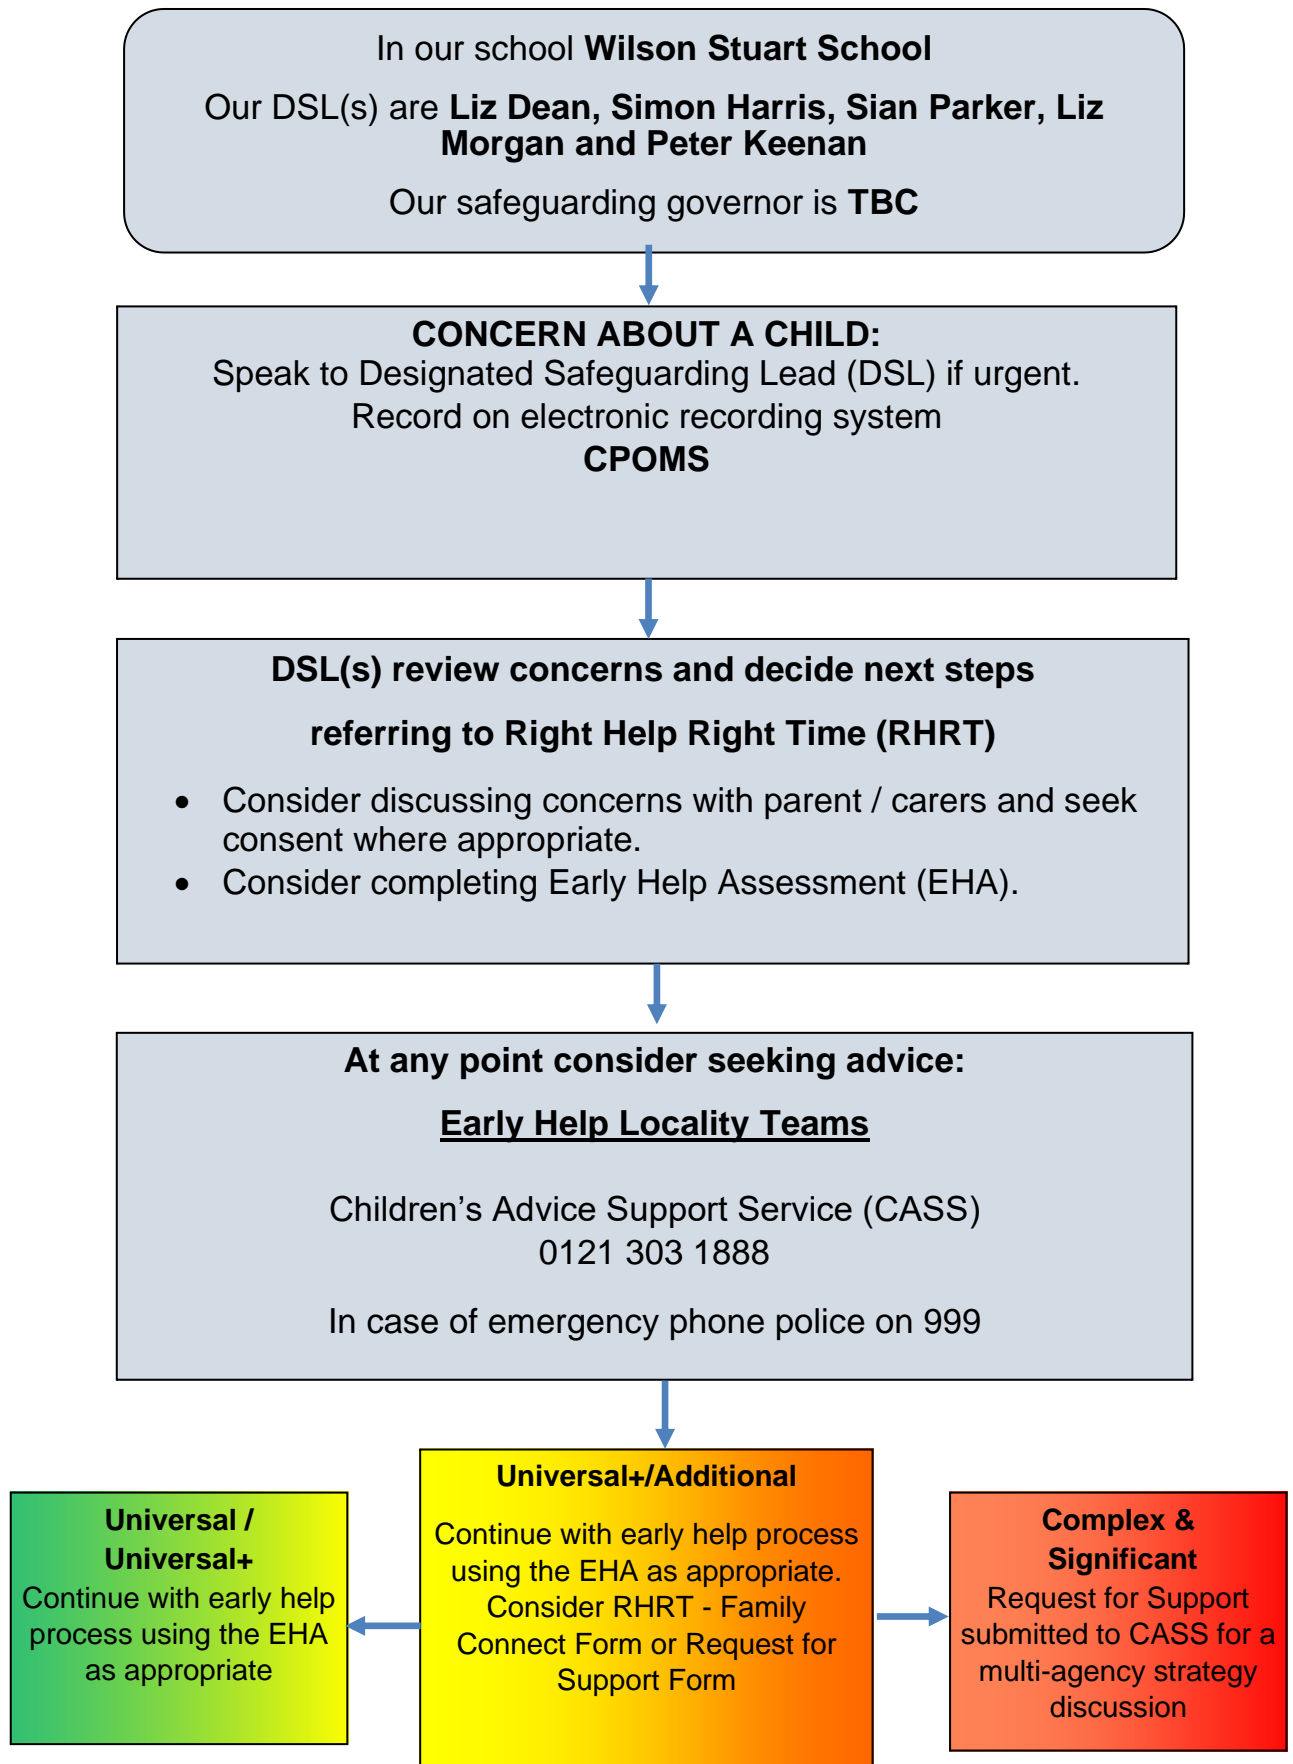 In our school Wilson Stuart School
Our DSL(s) are Liz Dean, Simon Harris, Sian Parker, Liz
Morgan and Peter Keenan
Our safeguarding governor is TBC
CONCERN ABOUT A CHILD:
Speak to Designated Safeguarding Lead (DSL) if urgent.
Record on electronic recording system
CPOMS
DSL(s) review concerns and decide next steps
referring to Right Help Right Time (RHRT)
• Consider discussing concerns with parent / carers and seek
consent where appropriate.
• Consider completing Early Help Assessment (EHA).
At any point consider seeking advice:
Early Help Locality Teams
Children’s Advice Support Service (CASS)
0121 303 1888
In case of emergency phone police on 999
Universal /
Universal+
Continue with early help
process using the EHA
as appropriate
Universal+/Additional
Continue with early help process
using the EHA as appropriate.
Consider RHRT - Family
Connect Form or Request for
Support Form
Complex &
Significant
Request for Support
submitted to CASS for a
multi-agency strategy
discussion